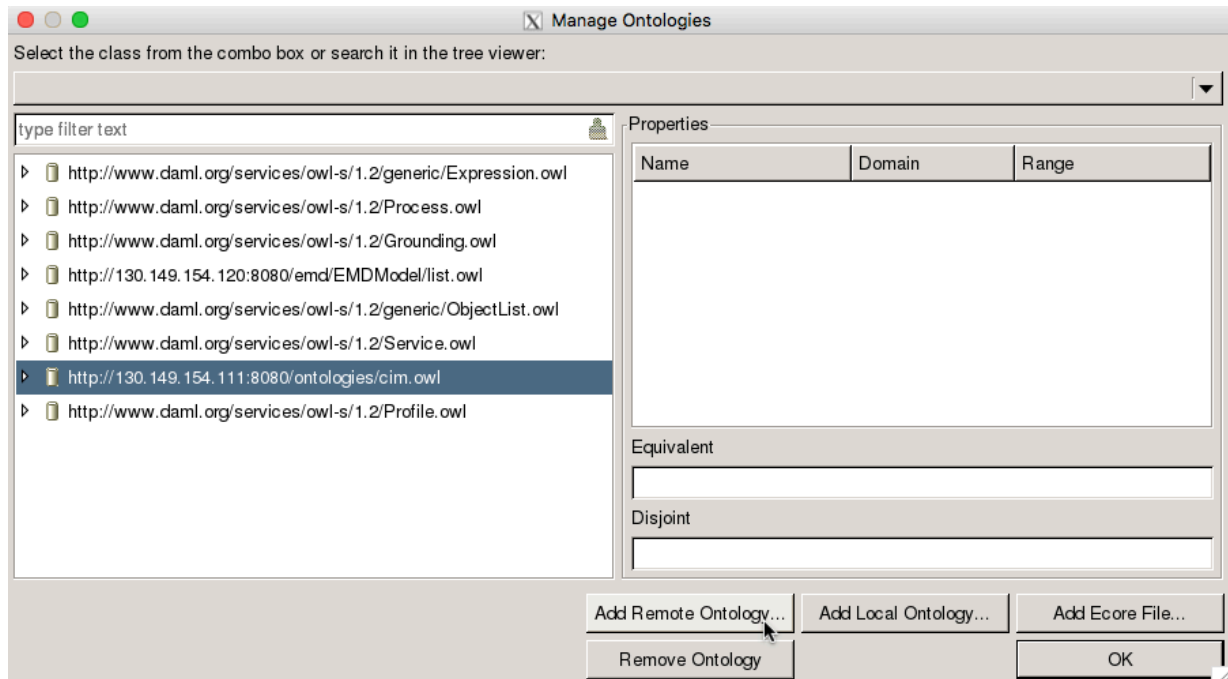 Manage Ontologies
Select the class from the combo box or search it in the tree viewer:
type filter text
http://www.daml.org/services/owl-s/1.2/generic/Expression.owl
http://www.daml.org/services/owl-s/1.2/Process.owl
http://www.daml.org/services/owl-s/1.2/Grounding.owl
http://130.149.154.120:8080/emd/EMDModel/list.owl
http://www.daml.org/services/owl-s/1.2/generic/ObjectList.owl
http://www.daml.org/services/owl-s/1.2/Service.owl
http://130.149.154.111:8080/ontologies/cim.owl
http://www.daml.org/services/owl-s/1.2/Profile.owl
Properties
Name Domain Range
Equivalent
Disjoint
Add Remote Ontology... Add Local Ontology... Add Ecore File...
Remove Ontology OK